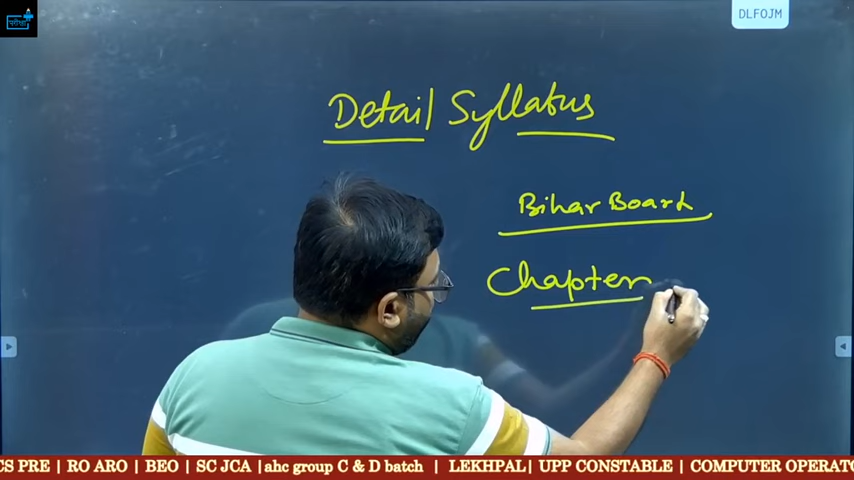 परीक्षा
DLFOJM
Detail Syllabus
Bihar Board
Chapter
CS PRE | RO ARO | BEO | SC JCA |ahc group C & D batch | LEKHPAL| UPP CONSTABLE | COMPUTER OPERATO